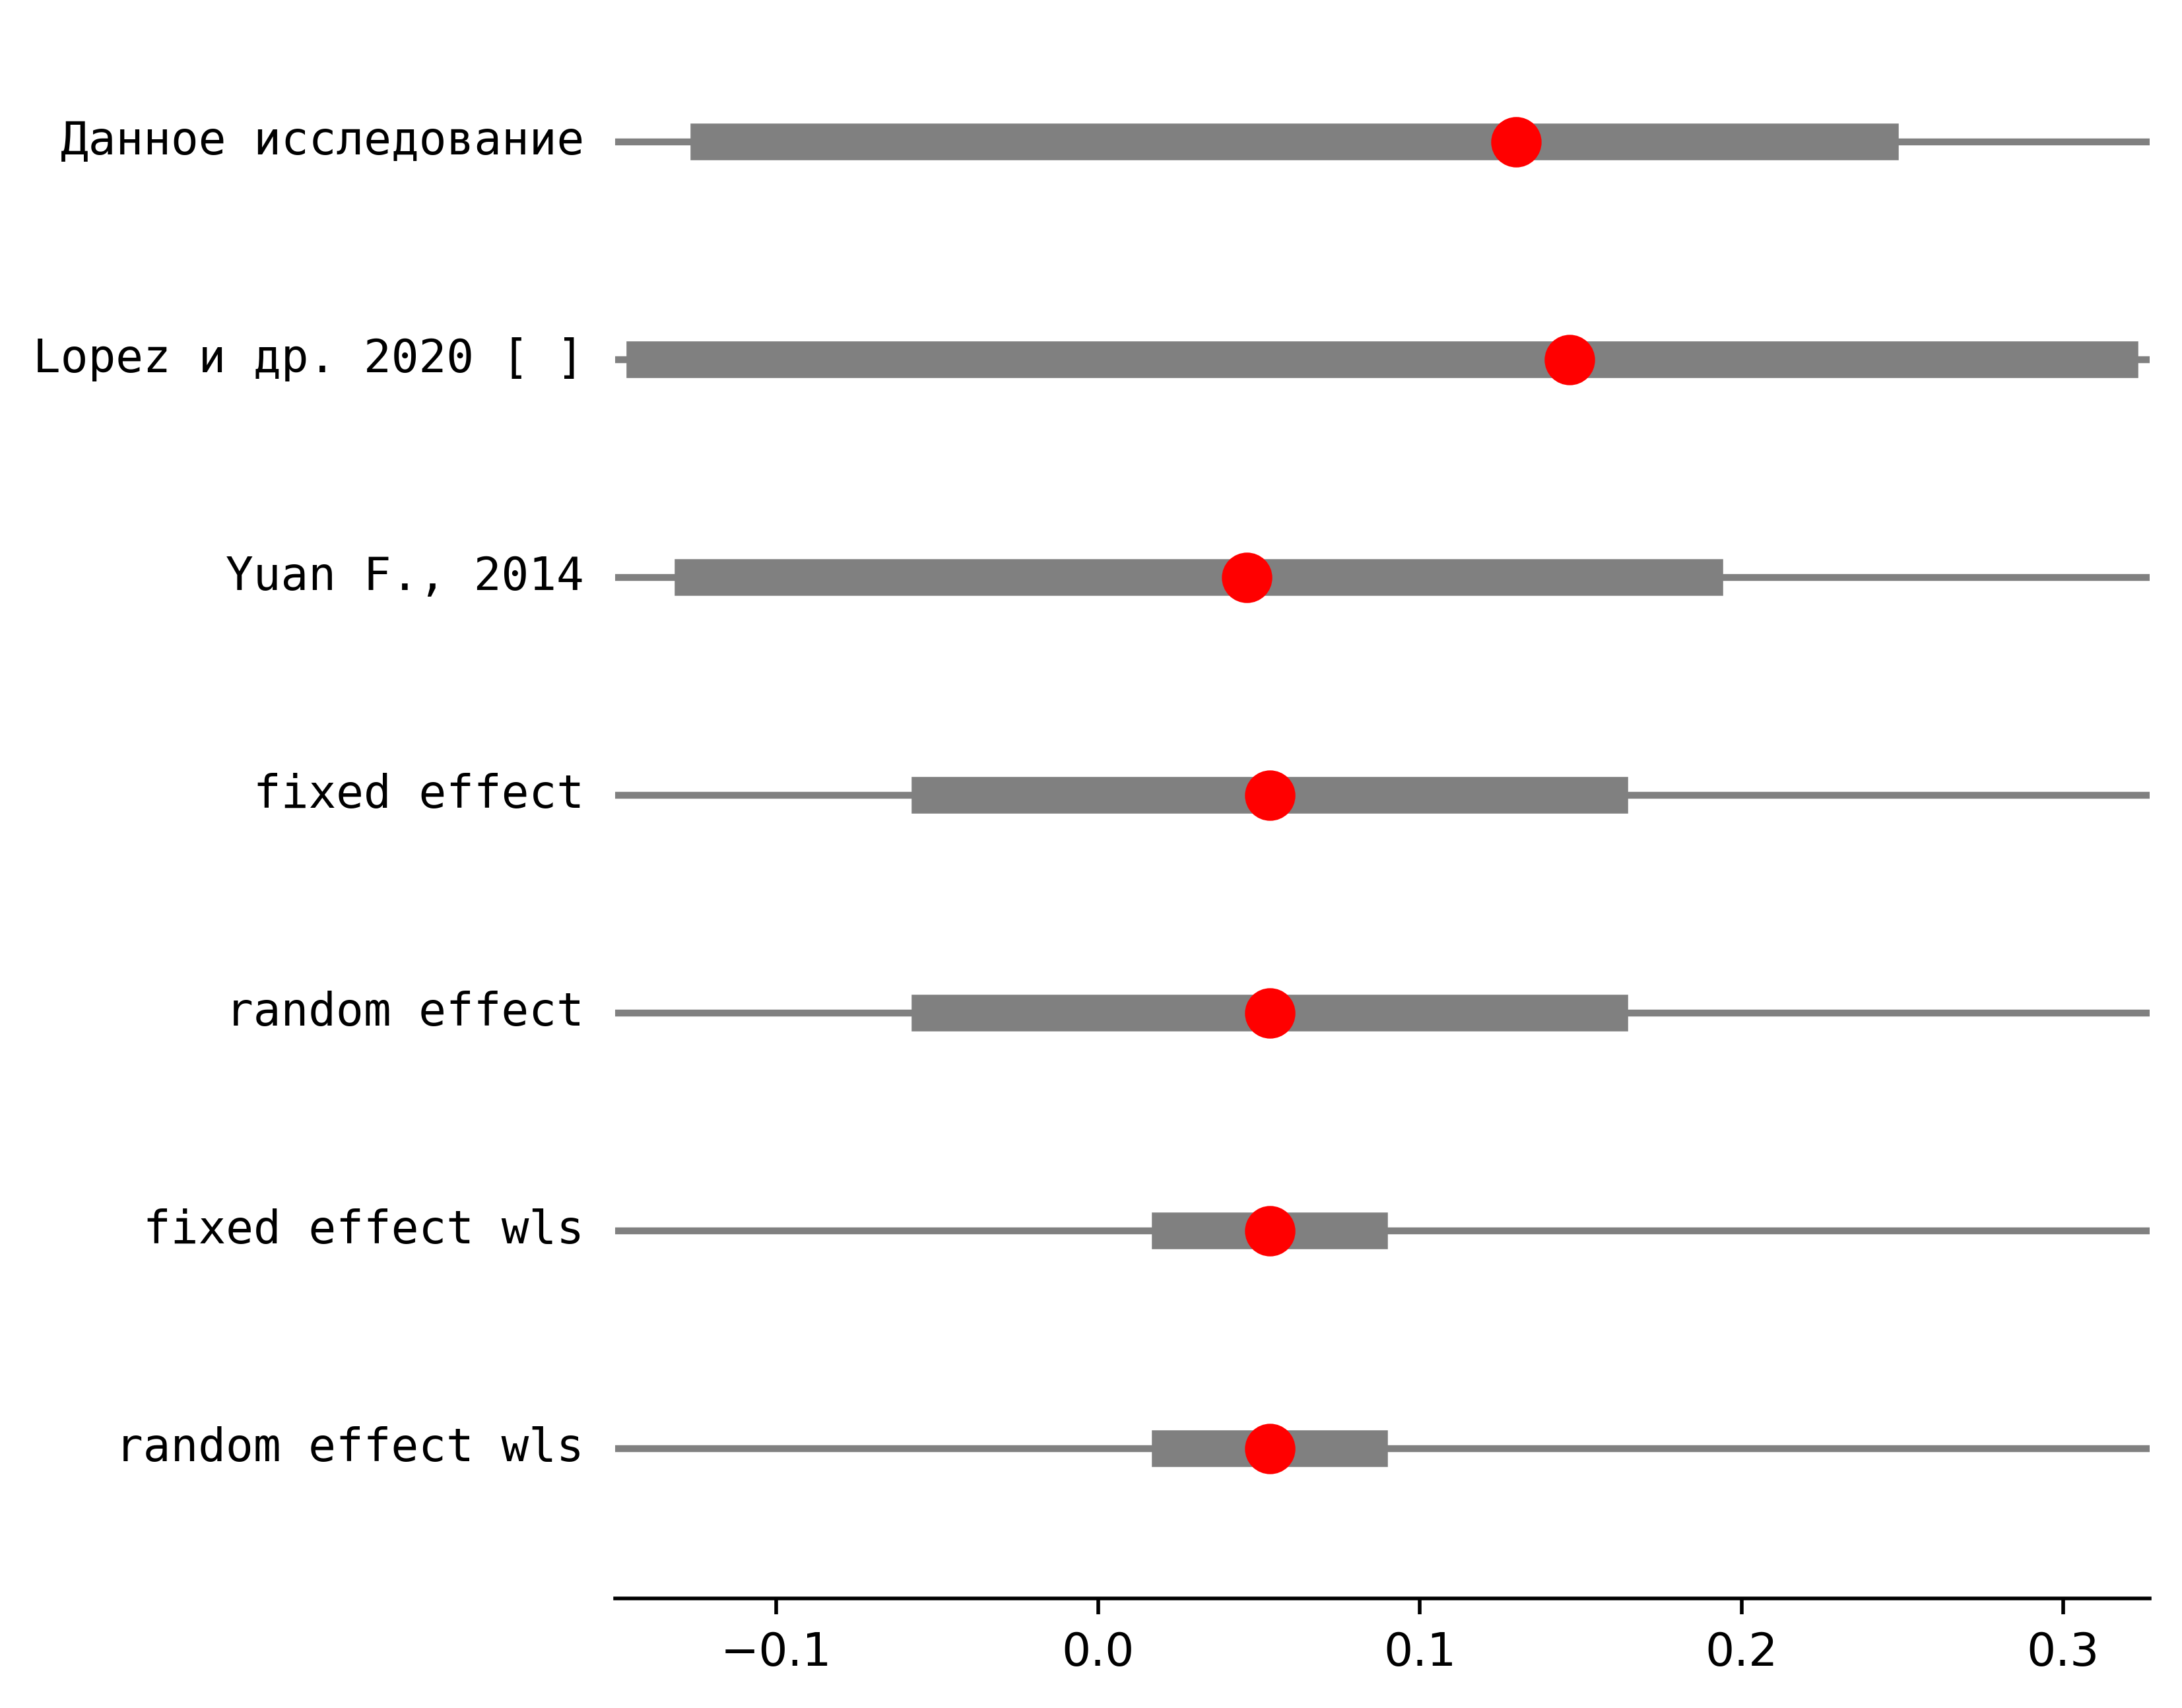 Данное исследование
Lopez и др. 2020 [ ]
Yuan F., 2014
fixed effect
random effect
fixed effect wls
random effect wls
−0.1 0.0 0.1 0.2 0.3